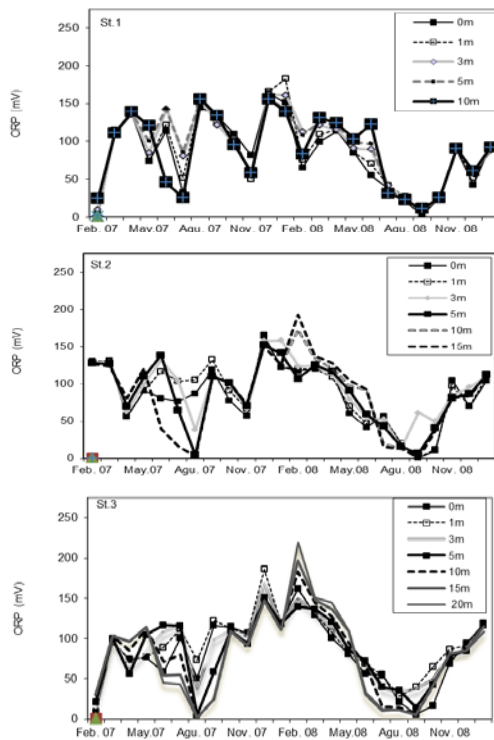 St.1
ORP (mV)
250
200
150
100
50
0
0m
1m
3m
5m
10m
Feb. 07 May.07 Agu. 07 Nov. 07 Feb. 08 May.08 Agu. 08 Nov. 08
St.2
ORP (mV)
250
200
150
100
50
0
0m
1m
3m
5m
10m
15m
Feb. 07 May.07 Agu. 07 Nov. 07 Feb. 08 May.08 Agu. 08 Nov. 08
St.3
ORP (mV)
250
200
150
100
50
0
0m
1m
3m
5m
10m
15m
20m
Feb. 07 May.07 Agu. 07 Nov. 07 Feb. 08 May.08 Agu. 08 Nov. 08